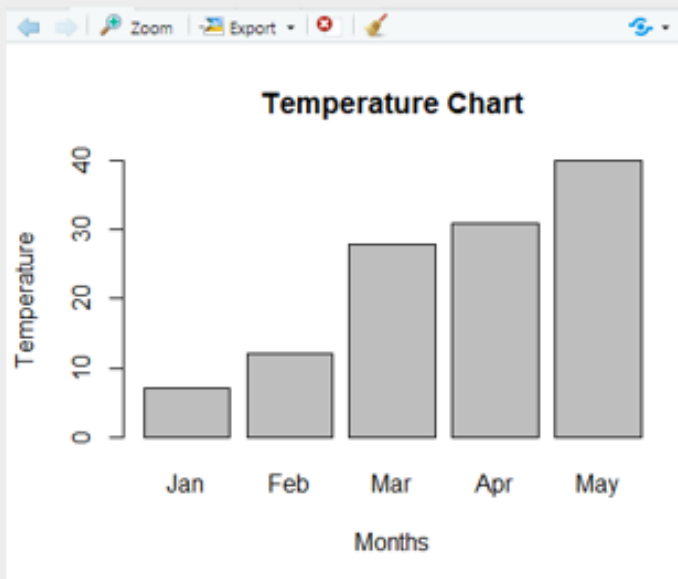 Zoom Export
Temperature Chart
Temperature
40
30
20
10
0
Jan Feb Mar Apr May
Months